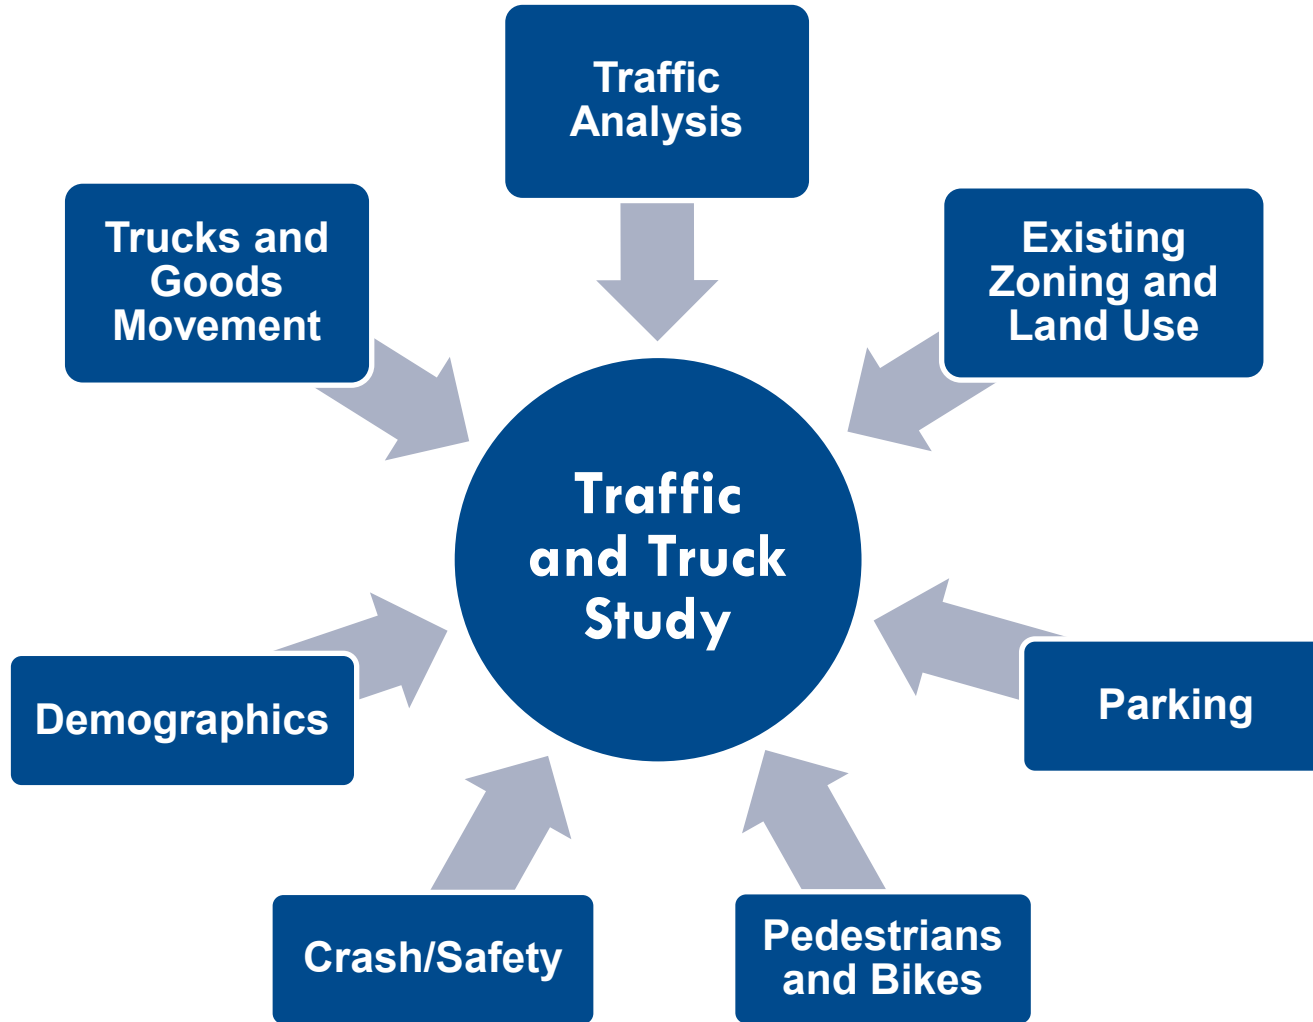 Traffic
Analysis
Trucks and
Goods
Movement
Existing
Zoning and
Land Use
Traffic
and Truck
Study
Demographics
Parking
Crash/Safety
Pedestrians
and Bikes